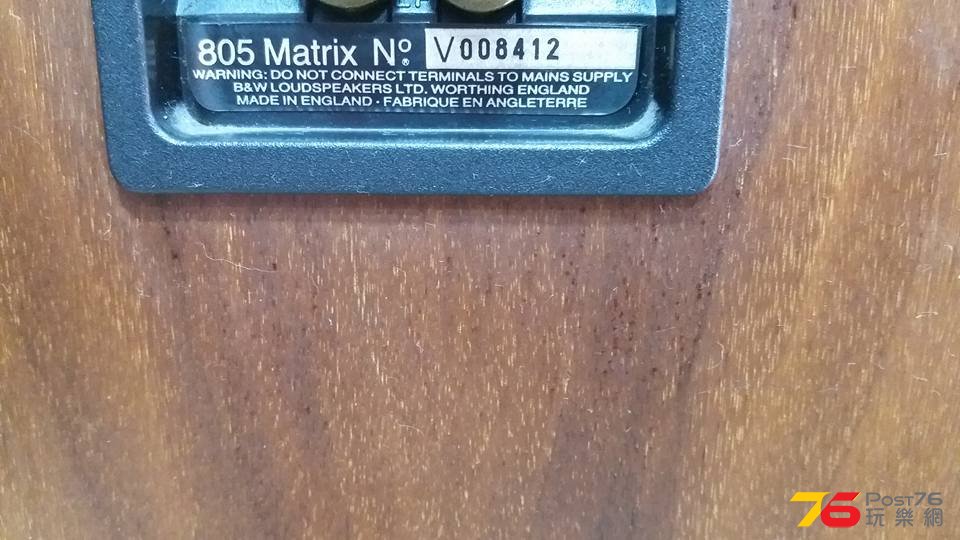 805 Matrix Nº V008412
WARNING: DO NOT CONNECT TERMINALS TO MAINS SUPPLY
B&W LOUDSPEAKERS LTD. WORTHING ENGLAND
MADE IN ENGLAND · FABRIQUE EN ANGLETERRE
76 POST76
玩樂網